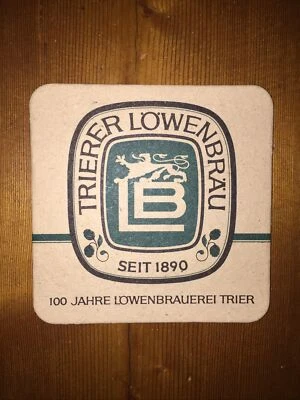 TRIERER LÖWENBRÄU
LB
SEIT 1890
100 JAHRE LÖWENBRAUEREI TRIER